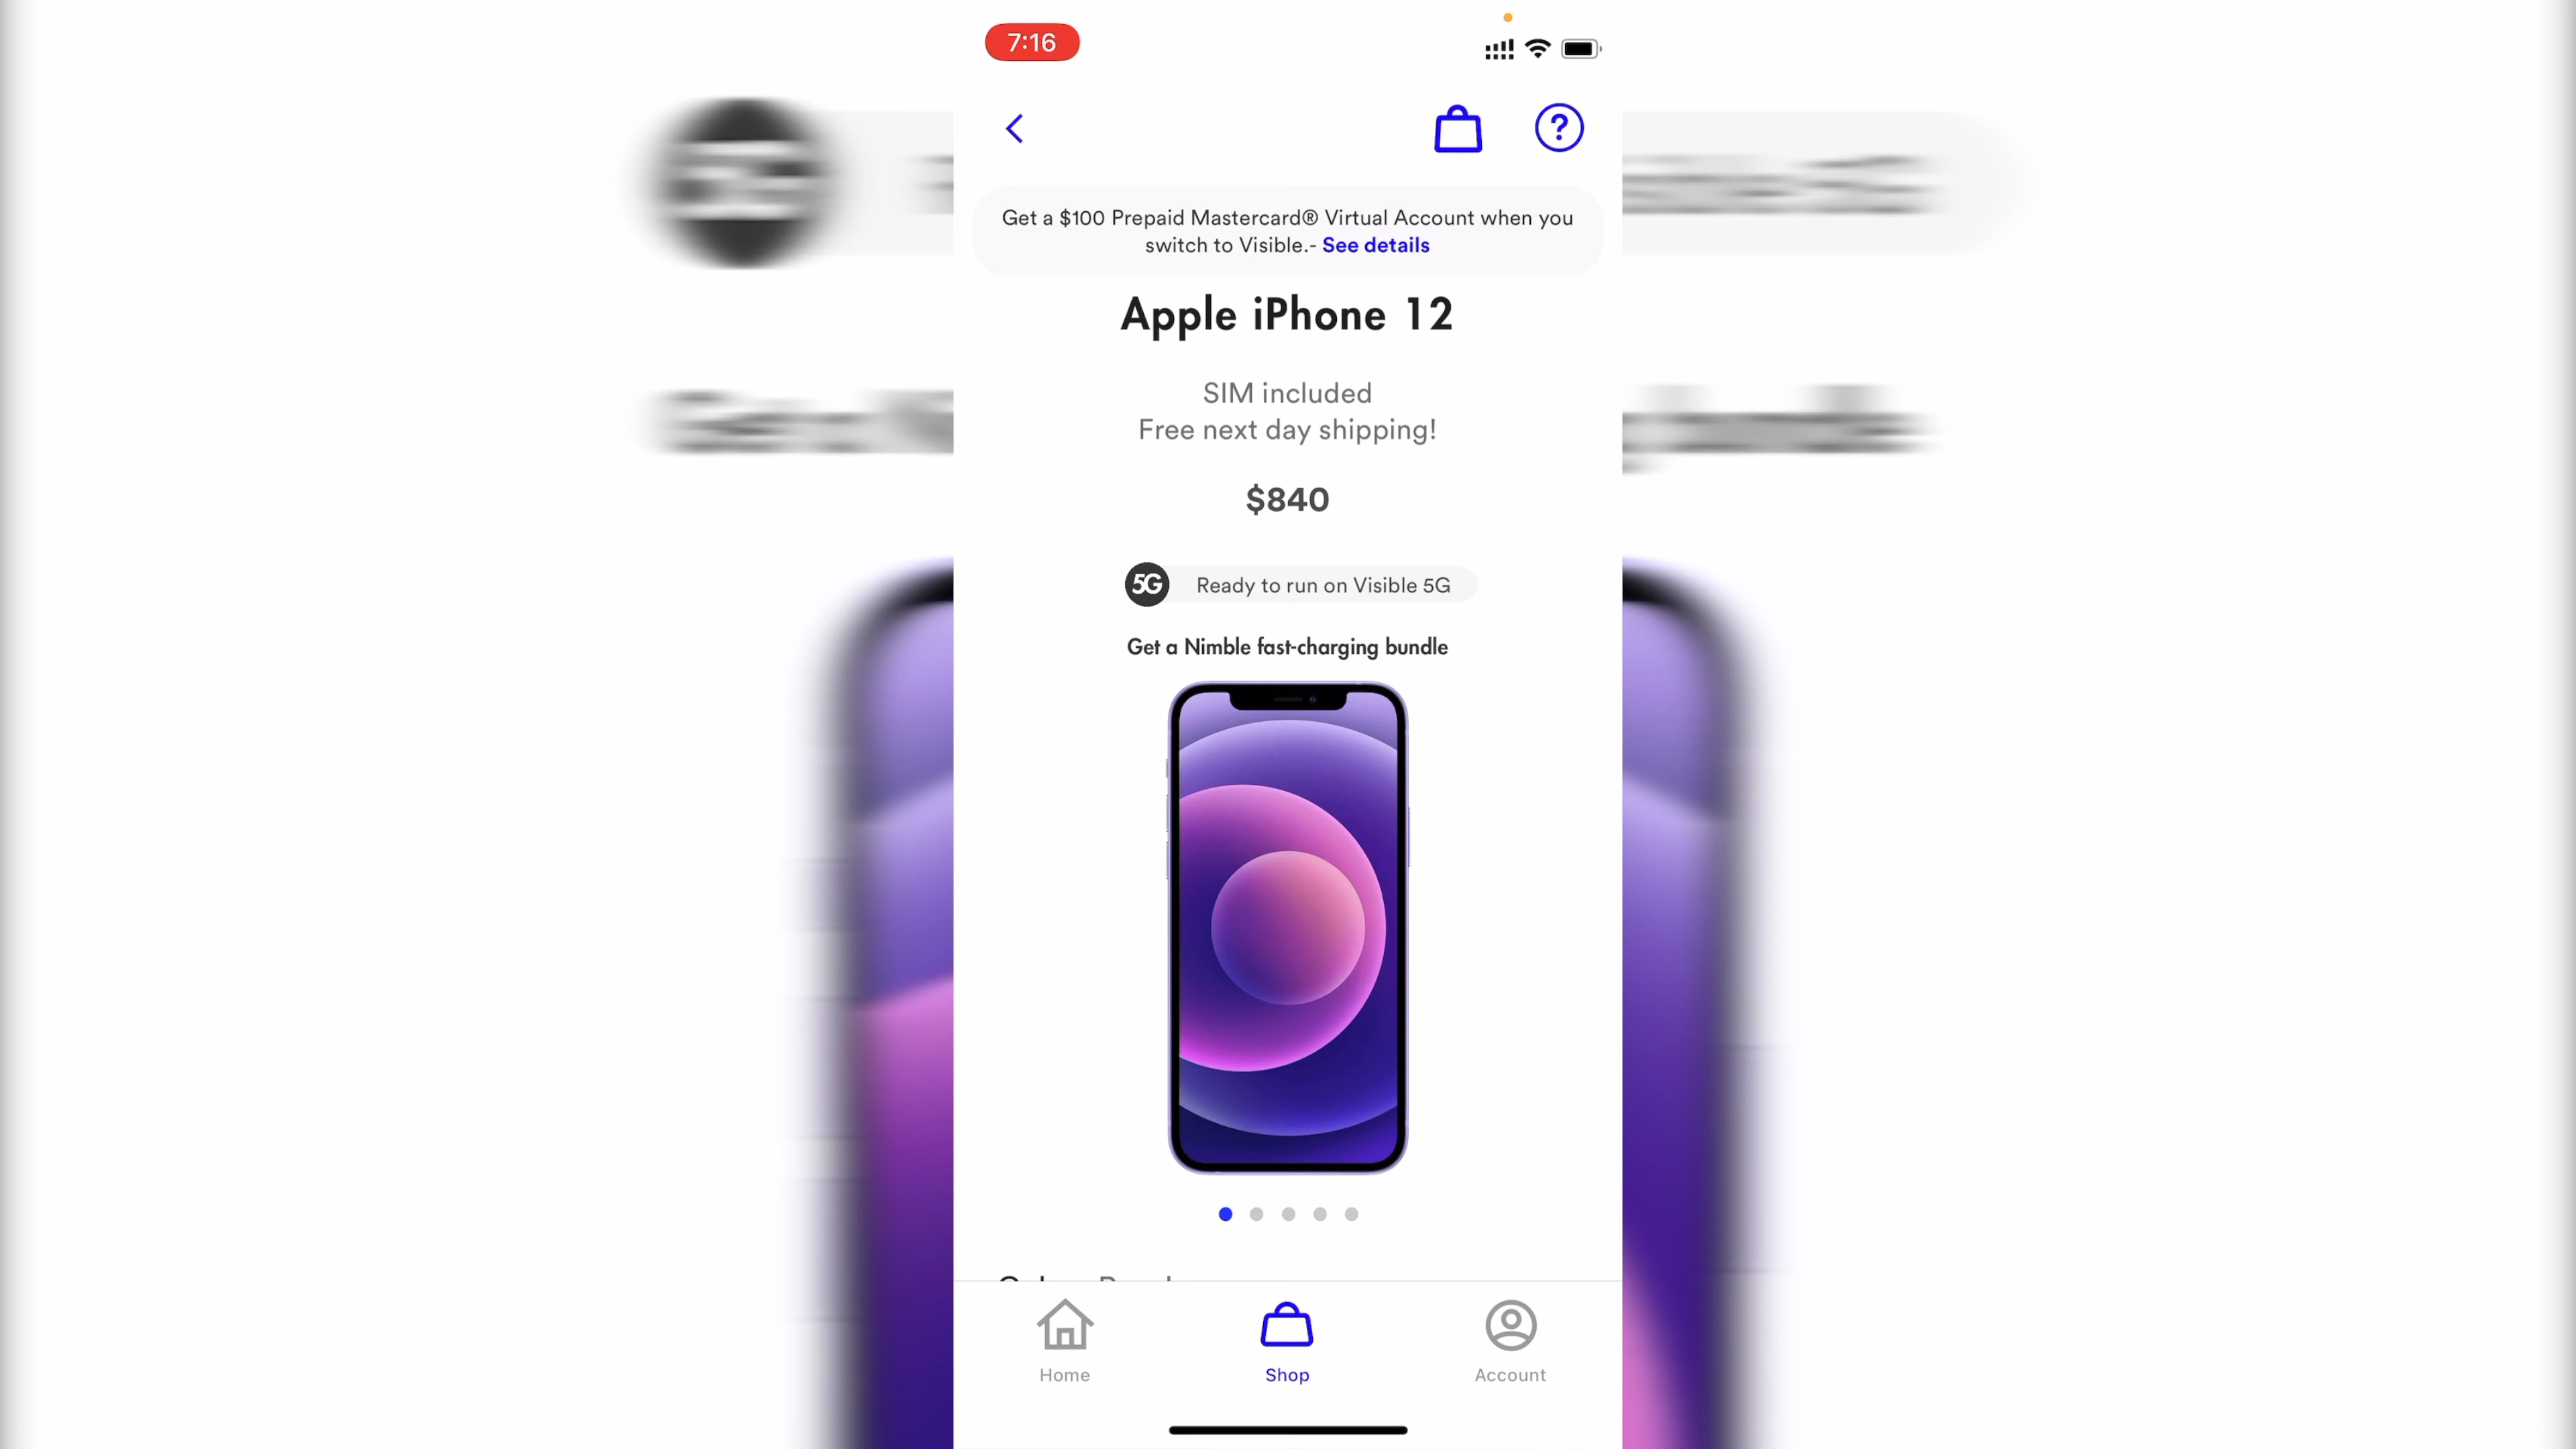 7:16
Get a $100 Prepaid Mastercard® Virtual Account when you
switch to Visible.- See details
Apple iPhone 12
SIM included
Free next day shipping!
$840
5G Ready to run on Visible 5G
Get a Nimble fast-charging bundle
Home Shop Account